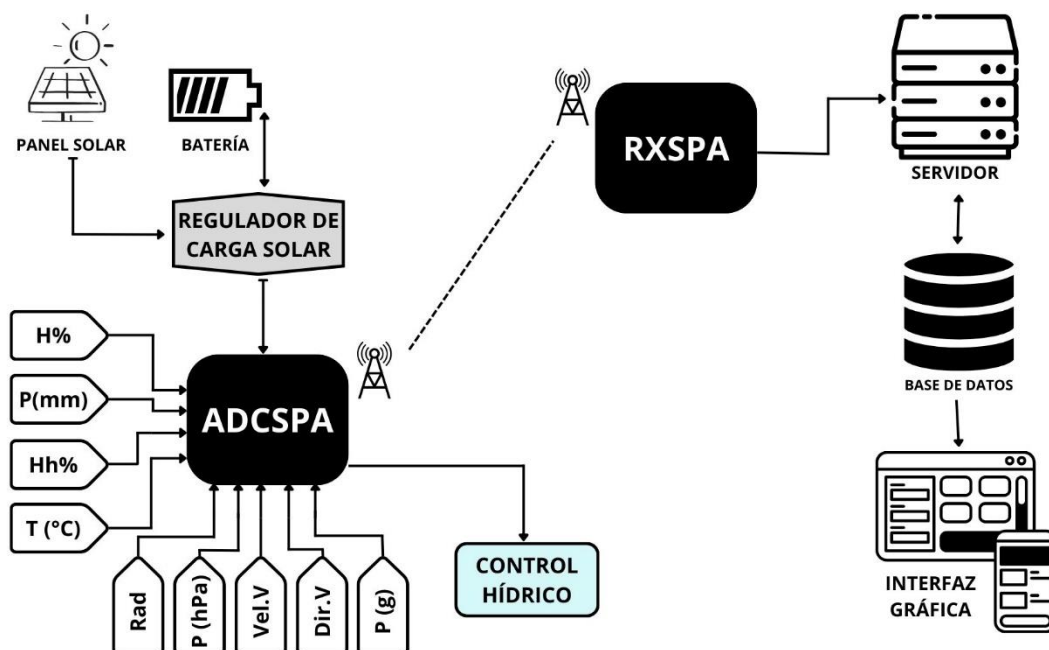 PANEL SOLAR
BATERÍA
REGULADOR DE
CARGA SOLAR
RXSPA
SERVIDOR
BASE DE DATOS
INTERFAZ
GRÁFICA
H%
P(mm)
Hh%
T (°C)
ADCSPA
Rad
P (hPa)
Vel.V
Dir.V
P (g)
CONTROL
HÍDRICO